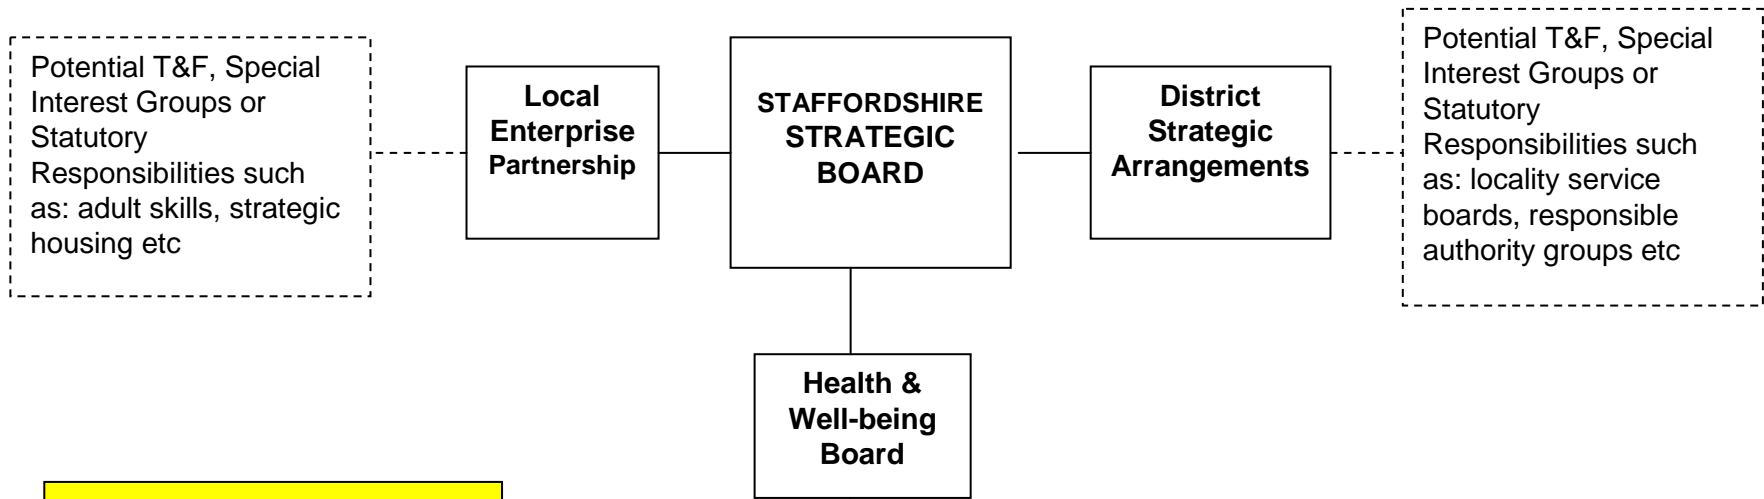 Potential T&F, Special
Interest Groups or
Statutory
Responsibilities such
as: adult skills, strategic
housing etc
Local
Enterprise
Partnership
STAFFORDSHIRE
STRATEGIC
BOARD
District
Strategic
Arrangements
Potential T&F, Special
Interest Groups or
Statutory
Responsibilities such
as: locality service
boards, responsible
authority groups etc
Health &
Well-being
Board